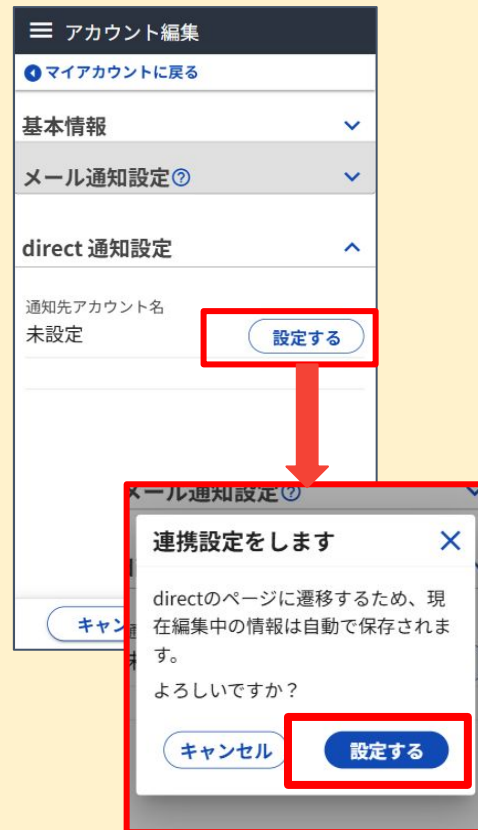 アカウント編集
マイアカウントに戻る
基本情報
メール通知設定
direct 通知設定
通知先アカウント名
未設定
設定する
メール通知設定
連携設定をします
directのページに遷移するため、現
在編集中の情報は自動で保存されま
す。
よろしいですか？
キャン
キャンセル
設定する